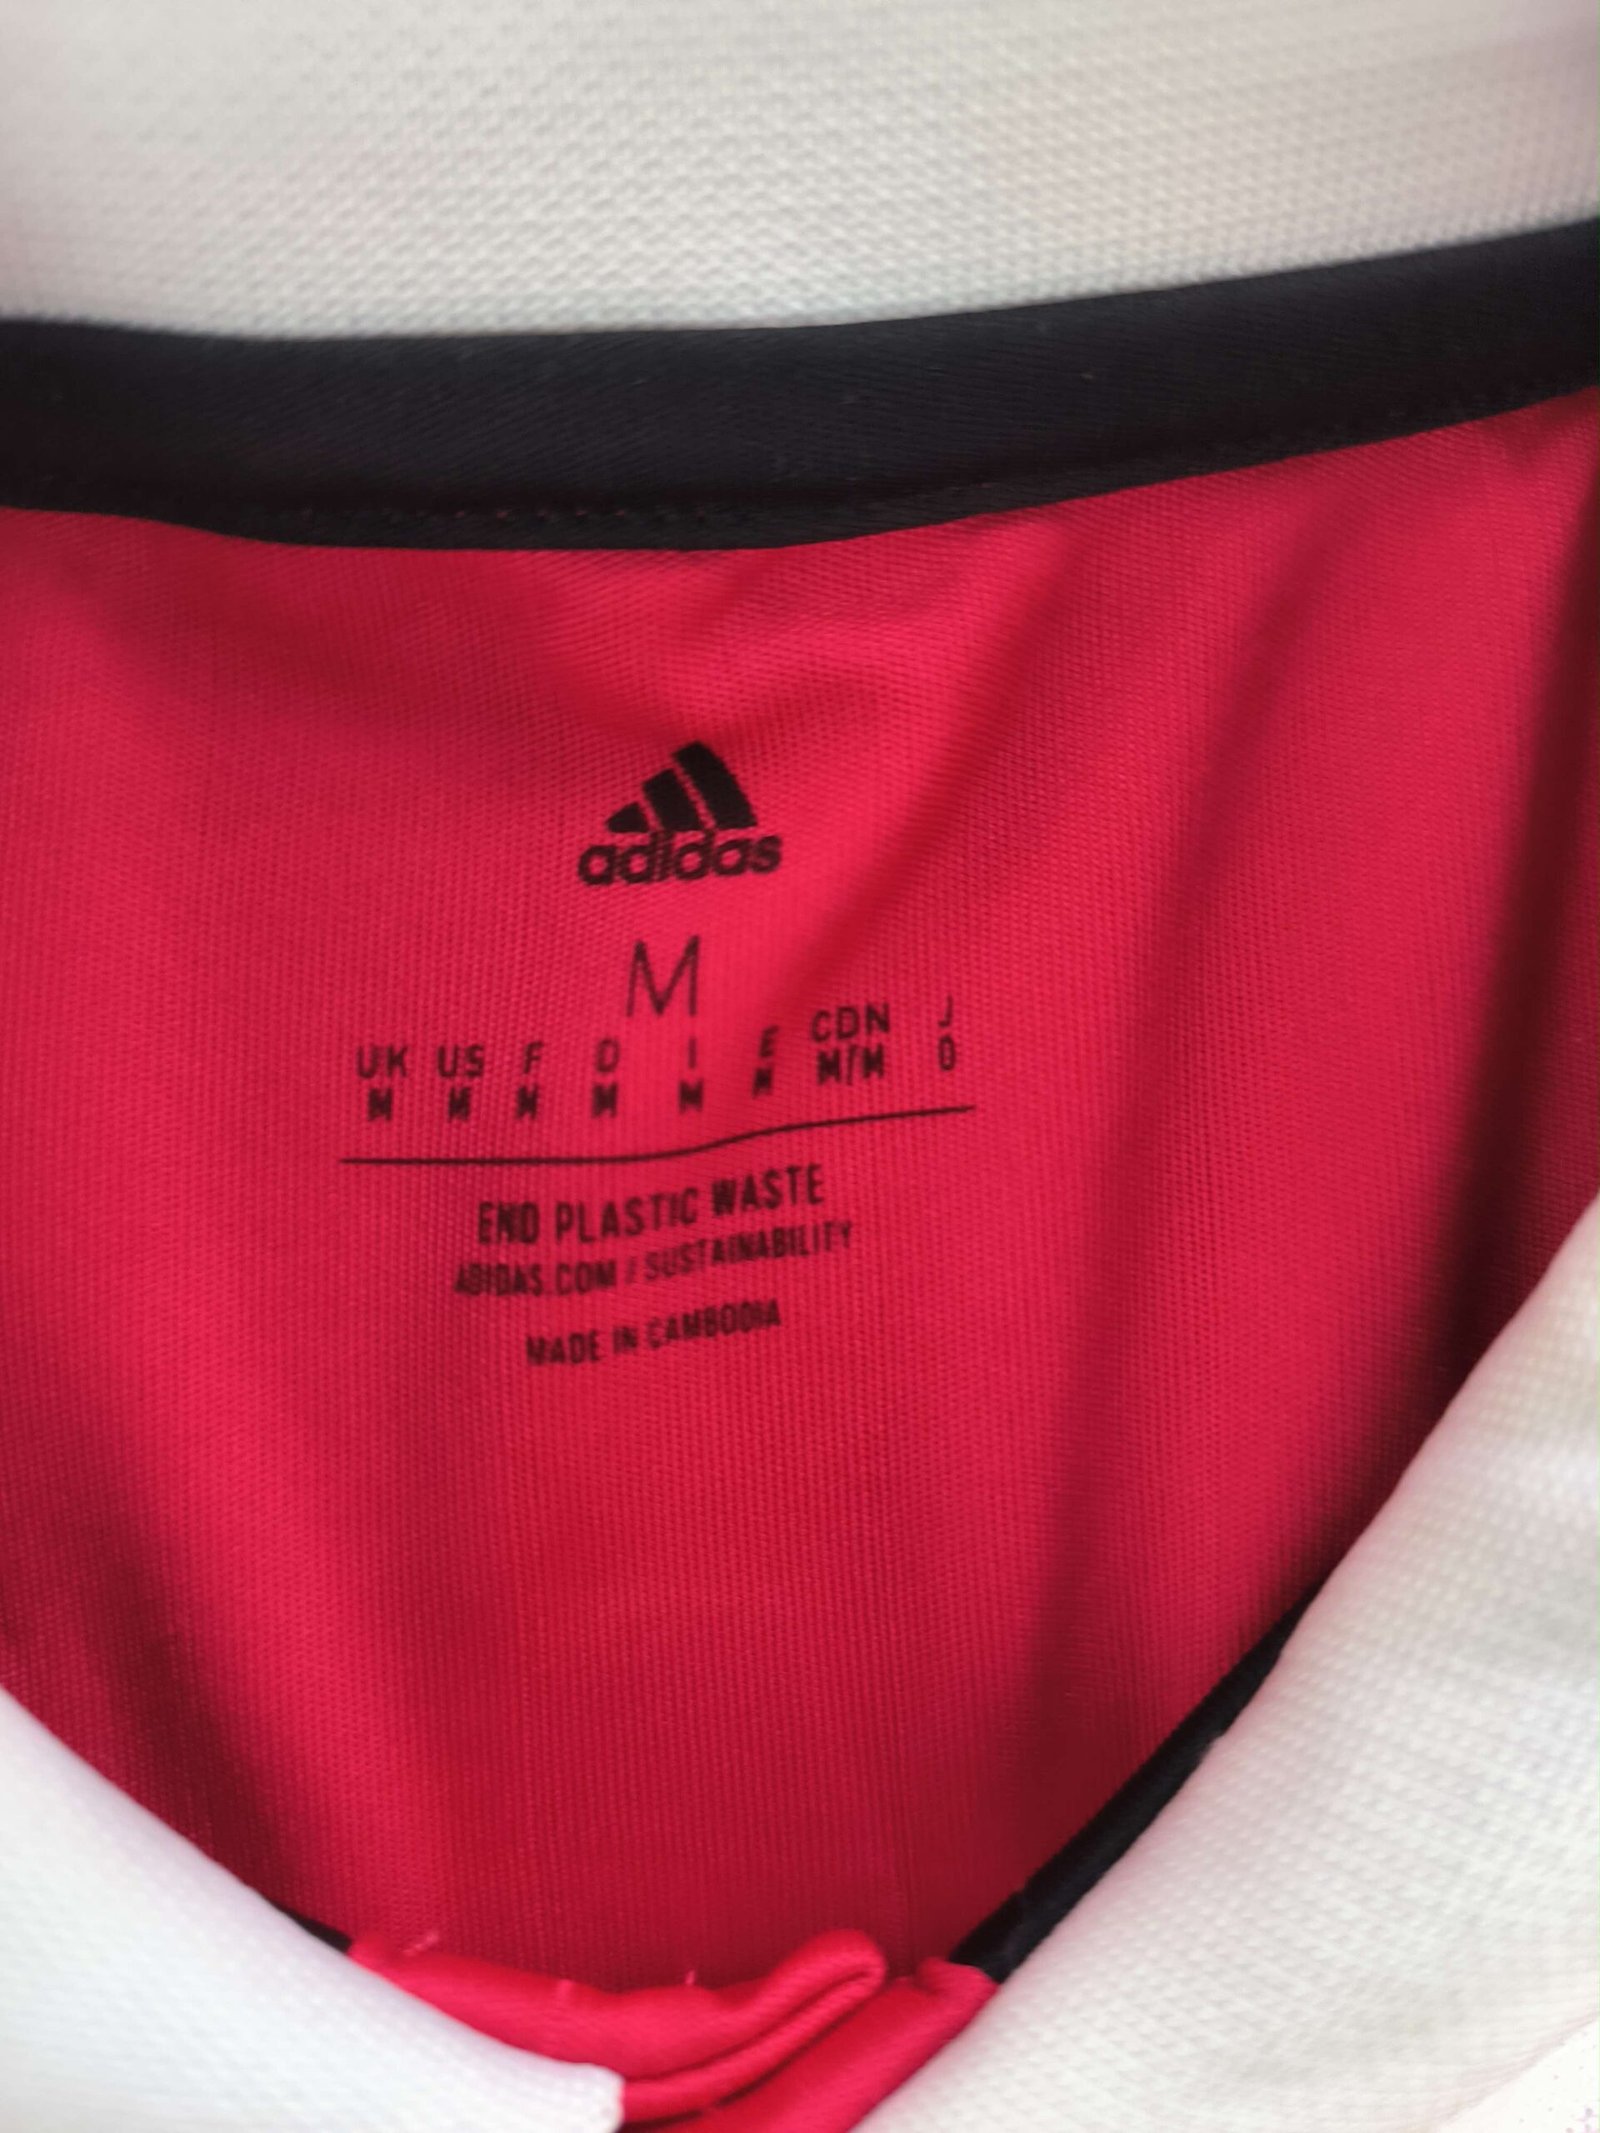 adidas
M
UK US F D I E CDN J
M M M M M M M/M O
END PLASTIC WASTE
ADIDAS.COM / SUSTAINABILITY
MADE IN CAMBODIA